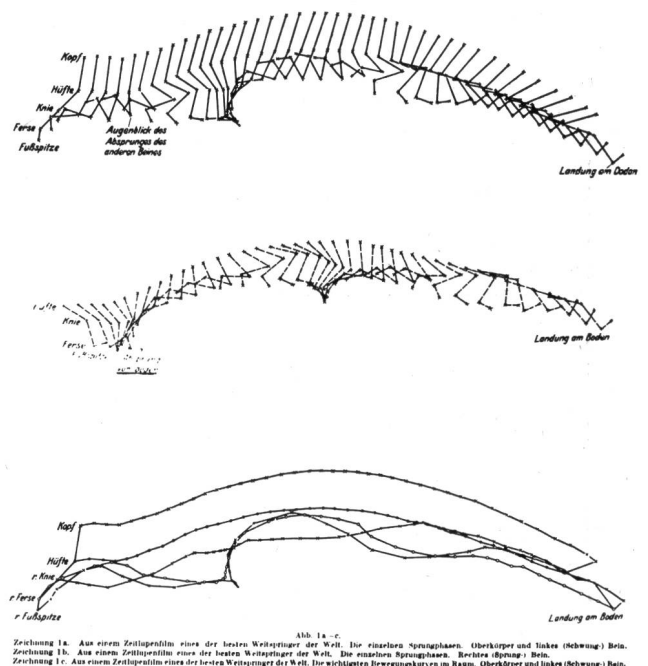 Kopf
Hüfte
Knie
Ferse
Fußspitze
Augenblick des
Absprunges des
anderen Beines
Landung am Boden
Hüfte
Knie
Ferse
Landung am Boden
Kopf
Hüfte
r. Knie
r Ferse
r Fußspitze
Landung am Boden
Abb. 1a–c.
Zeichnung 1a. Aus einem Zeitlupenfilm eines der besten Weitspringer der Welt. Die einzelnen Sprungphasen. Oberkörper und linkes (Schwung-) Bein.
Zeichnung 1b. Aus einem Zeitlupenfilm eines der besten Weitspringer der Welt. Die einzelnen Sprungphasen. Rechtes (Sprung-) Bein.
Zeichnung 1c. Aus einem Zeitlupenfilm eines der besten Weitspringer der Welt. Die wichtigsten Bewegungskurven im Raum. Oberkörper und linkes (Schwung-) Bein.